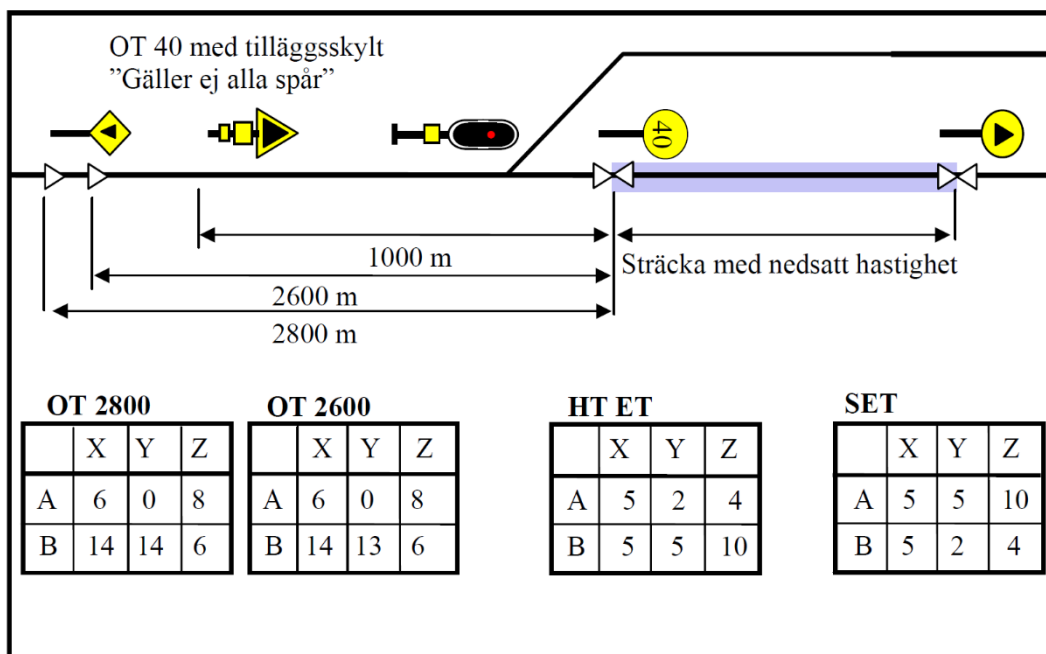 OT 40 med tilläggsskylt
”Gäller ej alla spår”
40
1000 m
Sträcka med nedsatt hastighet
2600 m
2800 m
OT 2800
X Y Z
A 6 0 8
B 14 14 6
OT 2600
X Y Z
A 6 0 8
B 14 13 6
HT ET
X Y Z
A 5 2 4
B 5 5 10
SET
X Y Z
A 5 5 10
B 5 2 4